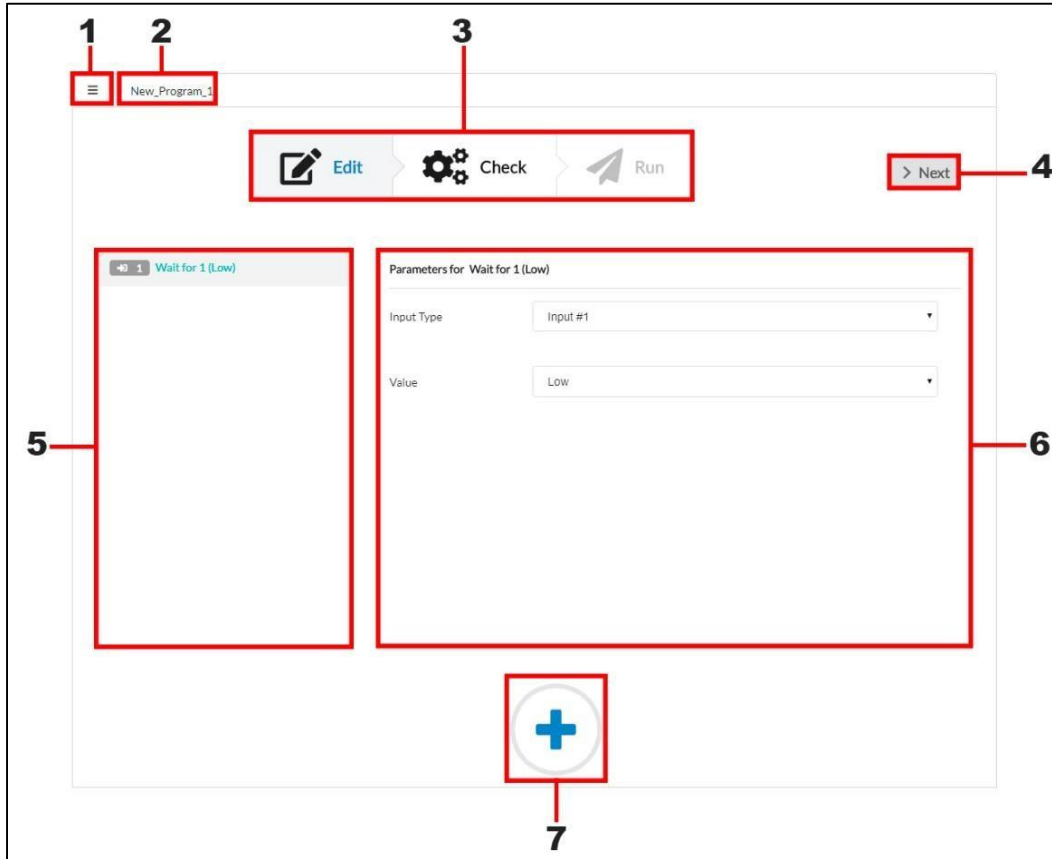 1 2 3
New_Program_1
Edit Check Run
> Next 4
1 Wait for 1 (Low)
Parameters for Wait for 1 (Low)
Input Type Input #1
Value Low
5 6
7